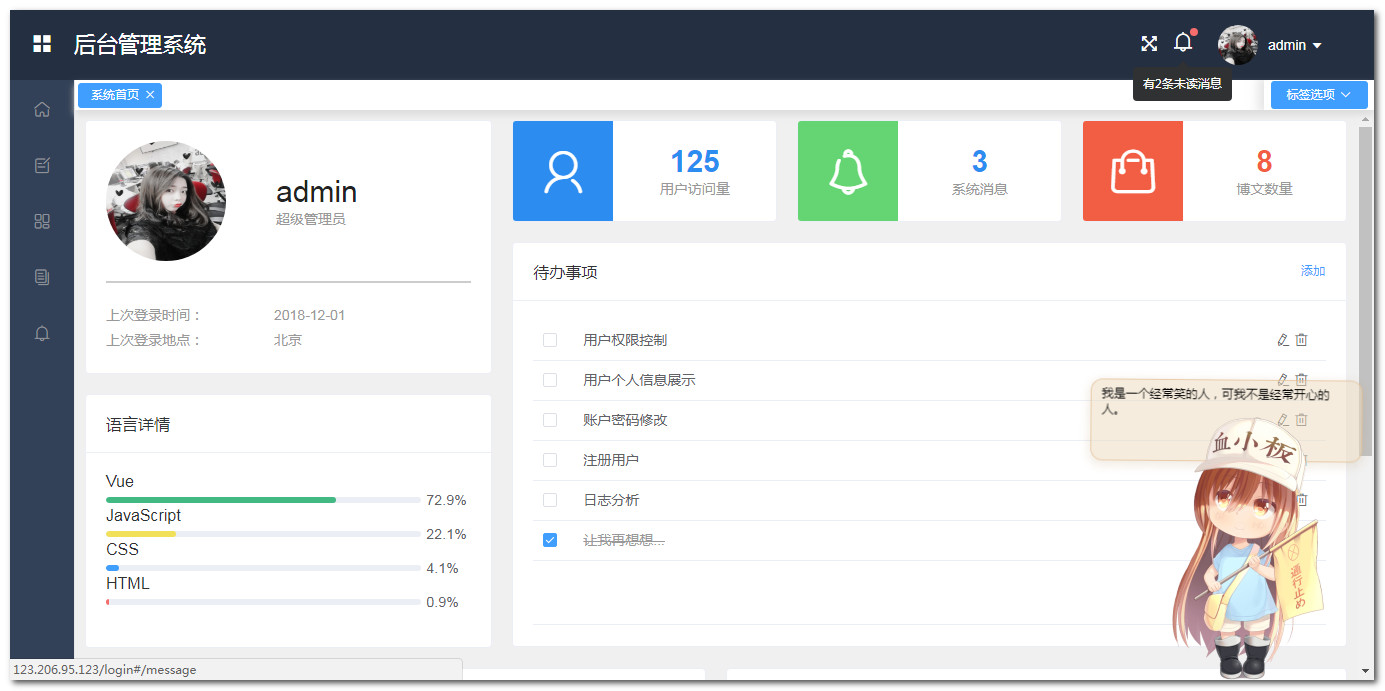 后台管理系统
admin
有2条未读消息
系统首页
标签选项
admin
超级管理员
上次登录时间：
2018-12-01
上次登录地点：
北京
125
用户访问量
3
系统消息
8
博文数量
待办事项
添加
用户权限控制
用户个人信息展示
账户密码修改
注册用户
日志分析
让我再想想...
语言详情
Vue
72.9%
JavaScript
22.1%
CSS
4.1%
HTML
0.9%
我是一个经常笑的人，可我不是经常开心的
人。
血小板
通行止め
123.206.95.123/login#/message